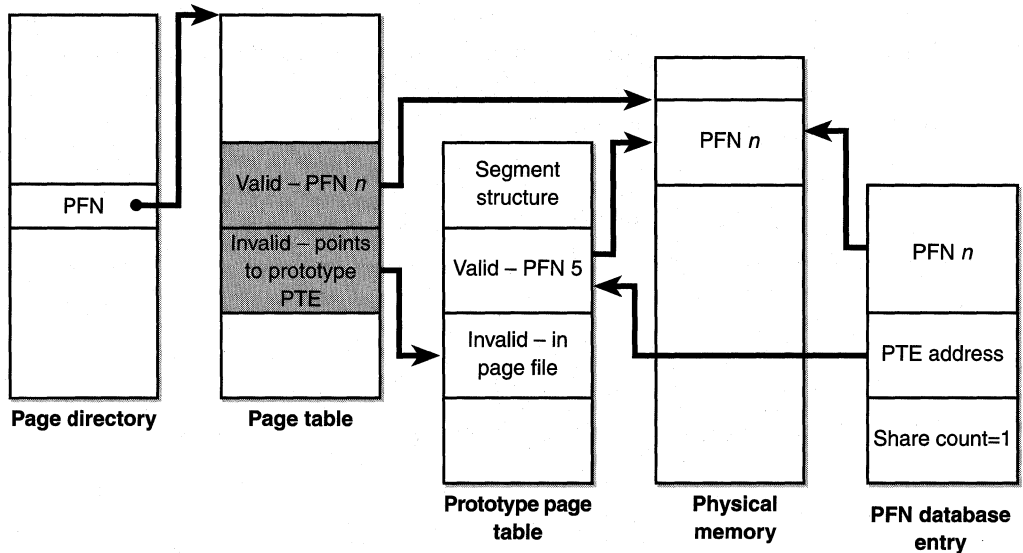 PFN
Page directory
Valid – PFN n
Invalid – points
to prototype
PTE
Page table
Segment
structure
Valid – PFN 5
Invalid – in
page file
Prototype page
table
PFN n
Physical
memory
PFN n
PTE address
Share count=1
PFN database
entry